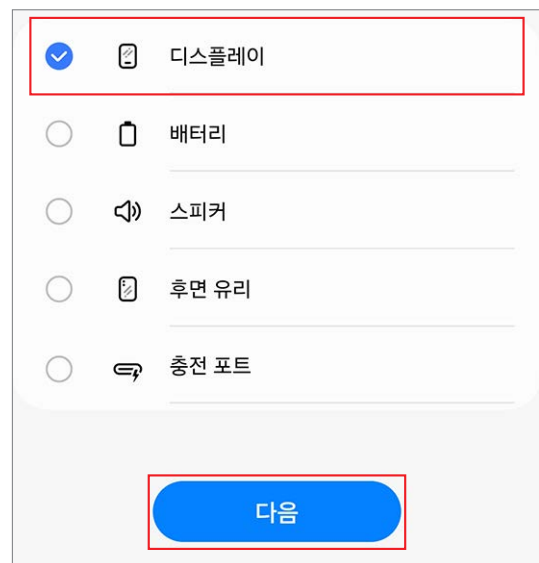 디스플레이
배터리
스피커
후면 유리
충전 포트
다음